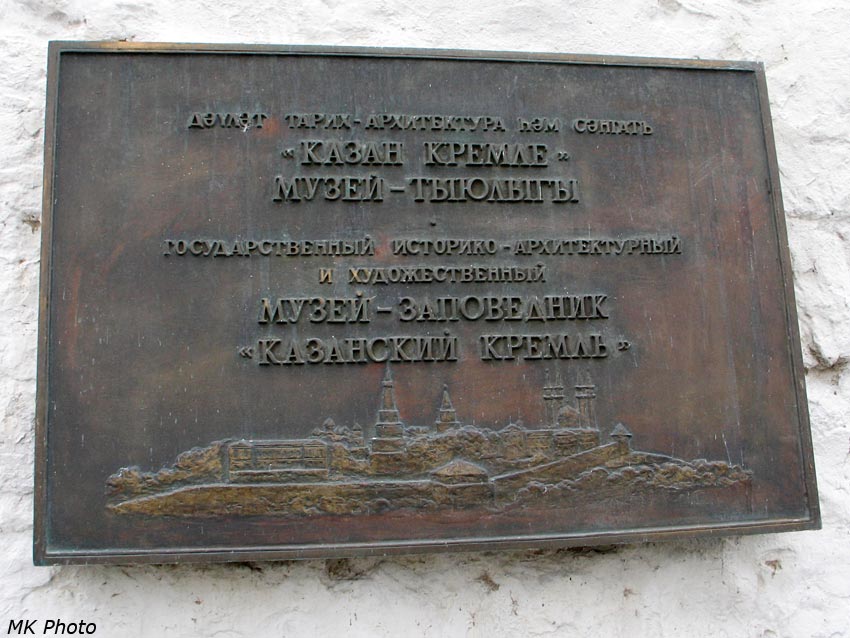 ДӘҮЛӘТ ТАРИХ-АРХИТЕКТУРА ҺӘМ СӘНГАТЬ
«КАЗАН КРЕМЛЕ»
МУЗЕЙ-ТЫЮЛЫГЫ
ГОСУДАРСТВЕННЫЙ ИСТОРИКО-АРХИТЕКТУРНЫЙ
И ХУДОЖЕСТВЕННЫЙ
МУЗЕЙ-ЗАПОВЕДНИК
«КАЗАНСКИЙ КРЕМЛЬ»
MK Photo